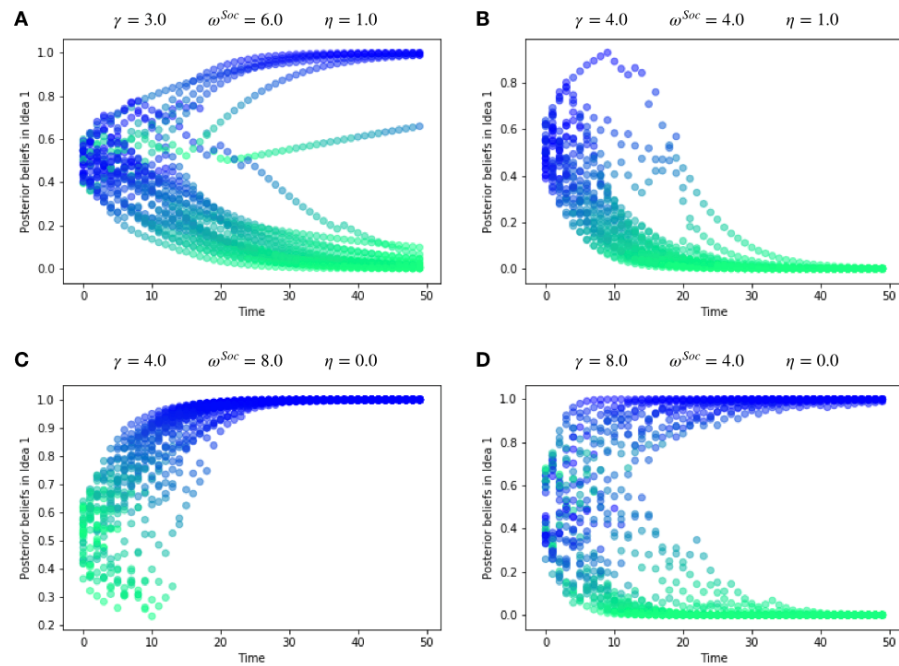 A γ = 3.0 ω^Soc = 6.0 η = 1.0
1.0
0.8
0.6
0.4
0.2
0.0
Posterior beliefs in Idea 1
0 10 20 30 40 50
Time
B γ = 4.0 ω^Soc = 4.0 η = 1.0
0.8
0.6
0.4
0.2
0.0
Posterior beliefs in Idea 1
0 10 20 30 40 50
Time
C γ = 4.0 ω^Soc = 8.0 η = 0.0
1.0
0.9
0.8
0.7
0.6
0.5
0.4
0.3
0.2
Posterior beliefs in Idea 1
0 10 20 30 40 50
Time
D γ = 8.0 ω^Soc = 4.0 η = 0.0
1.0
0.8
0.6
0.4
0.2
0.0
Posterior beliefs in Idea 1
0 10 20 30 40 50
Time